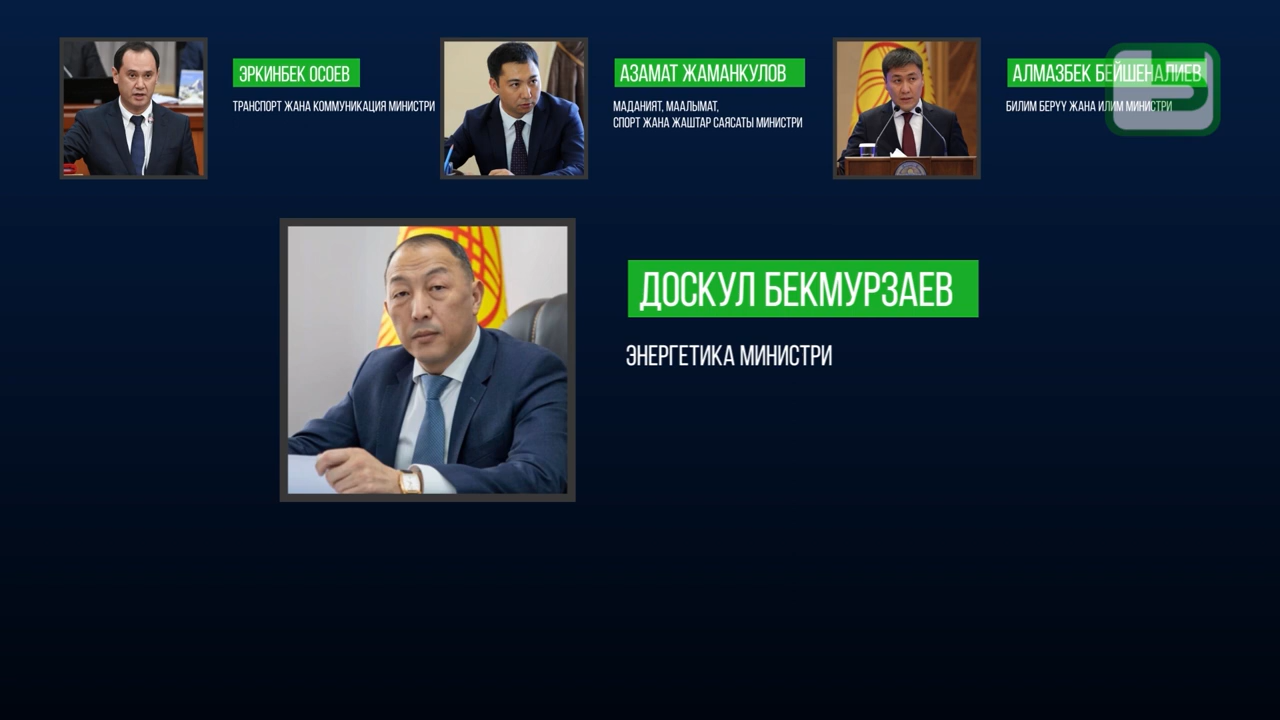 ЭРКИНБЕК ОСОЕВ
ТРАНСПОРТ ЖАНА КОММУНИКАЦИЯ МИНИСТРИ
АЗАМАТ ЖАМАНКУЛОВ
МАДАНИЯТ, МААЛЫМАТ,
СПОРТ ЖАНА ЖАШТАР САЯСАТЫ МИНИСТРИ
АЛМАЗБЕК БЕЙШЕНАЛИЕВ
БИЛИМ БЕРҮҮ ЖАНА ИЛИМ МИНИСТРИ
ДОСКУЛ БЕКМУРЗАЕВ
ЭНЕРГЕТИКА МИНИСТРИ